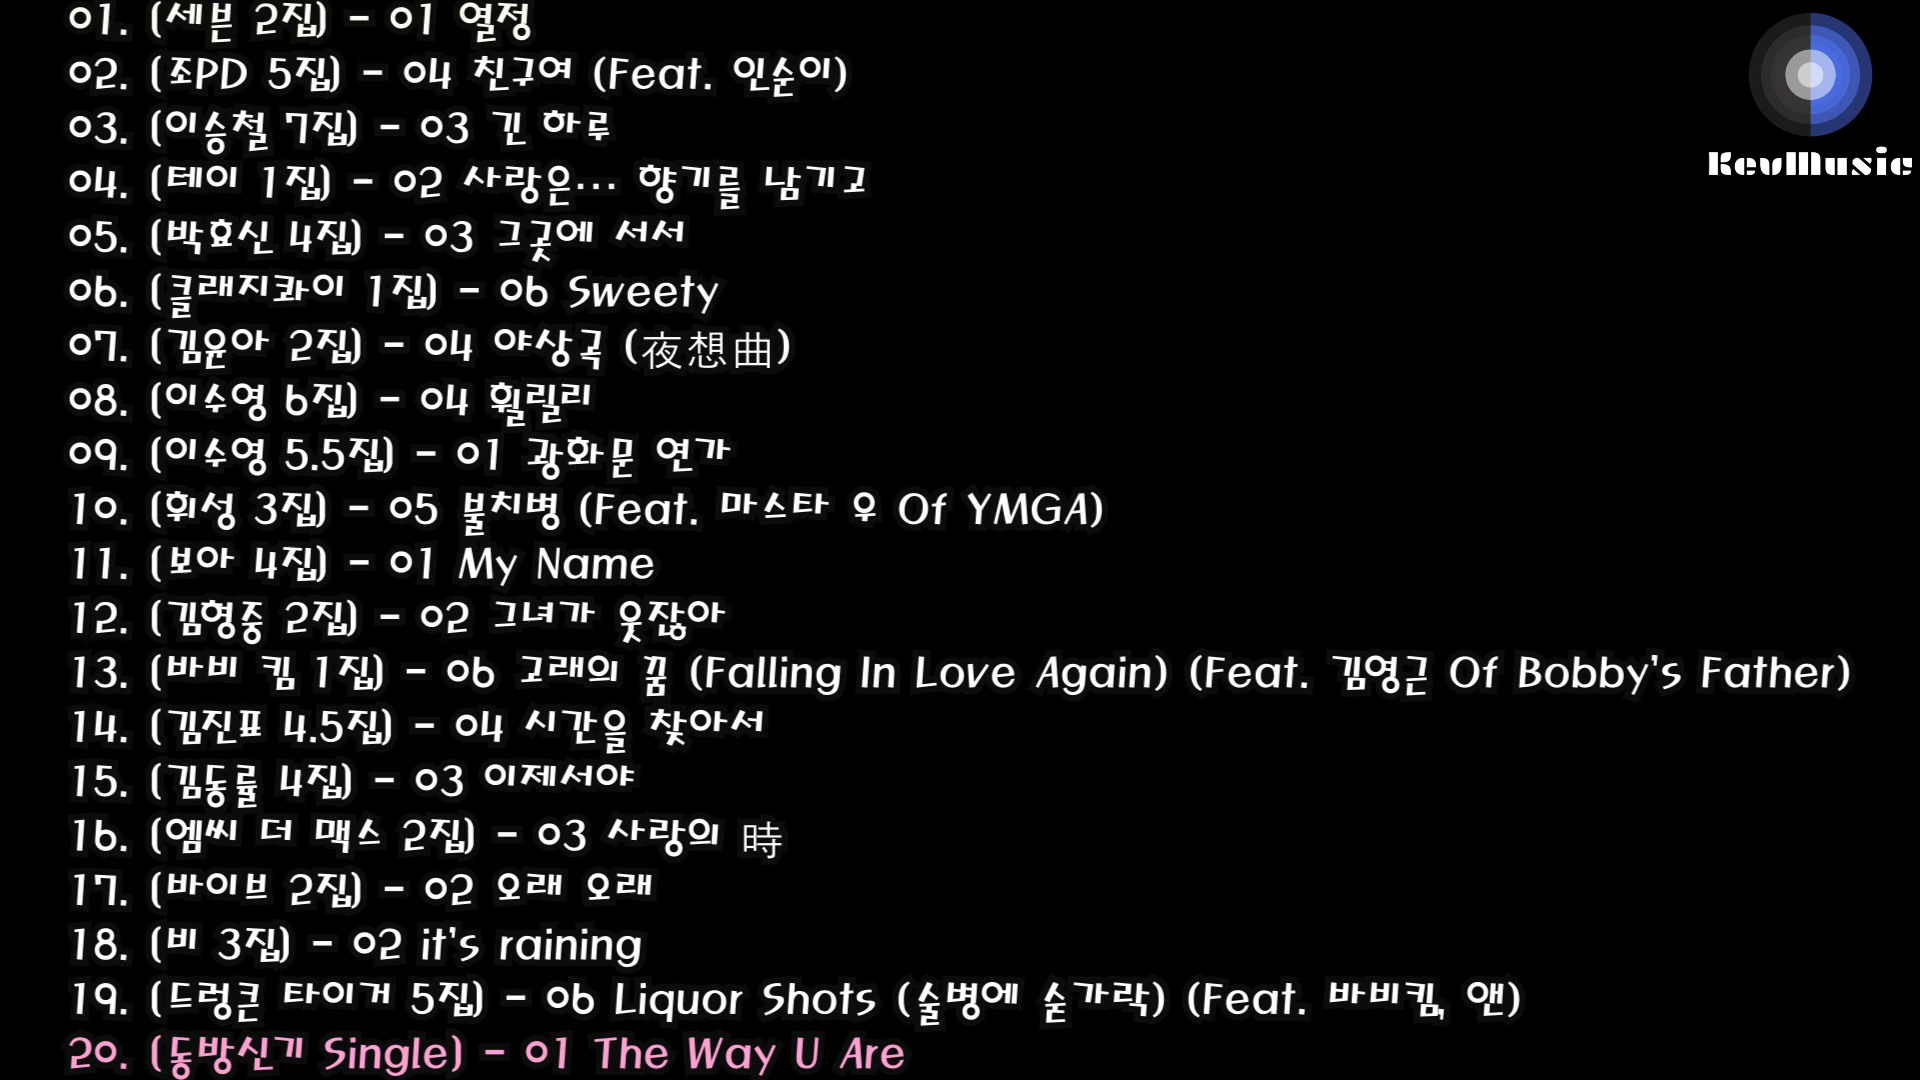 01. (세븐 2집) - 01 열정
02. (조PD 5집) - 04 친구여 (Feat. 인순이)
03. (이승철 7집) - 03 긴 하루
04. (테이 1집) - 02 사랑은… 향기를 남기고
05. (박효신 4집) - 03 그곳에 서서
06. (클래지콰이 1집) - 06 Sweety
07. (김윤아 2집) - 04 야상곡 (夜想曲)
08. (이수영 6집) - 04 휠릴리
09. (이수영 5.5집) - 01 광화문 연가
10. (휘성 3집) - 05 불치병 (Feat. 마스타 우 Of YMGA)
11. (보아 4집) - 01 My Name
12. (김형중 2집) - 02 그녀가 웃잖아
13. (바비 킴 1집) - 06 고래의 꿈 (Falling In Love Again) (Feat. 김영근 Of Bobby's Father)
14. (김진표 4.5집) - 04 시간을 찾아서
15. (김동률 4집) - 03 이제서야
16. (엠씨 더 맥스 2집) - 03 사랑의 時
17. (바이브 2집) - 02 오래 오래
18. (비 3집) - 02 it's raining
19. (드렁큰 타이거 5집) - 06 Liquor Shots (술병에 숟가락) (Feat. 바비킴, 앤)
20. (동방신기 Single) - 01 The Way U Are
KevMusic